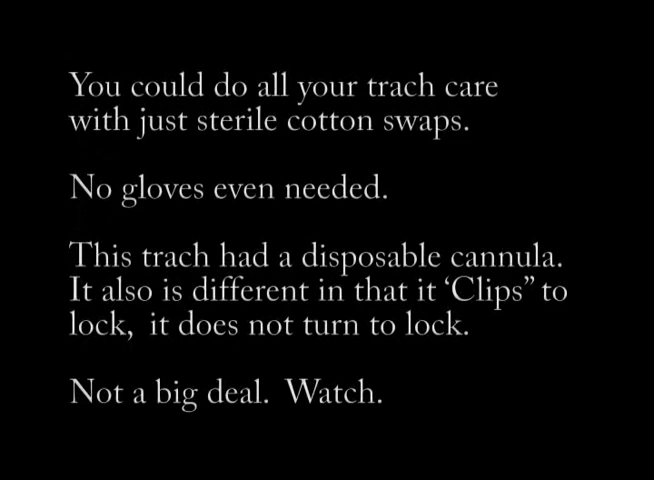 You could do all your trach care
with just sterile cotton swaps.
No gloves even needed.
This trach had a disposable cannula.
It also is different in that it ‘Clips” to
lock,  it does not turn to lock.
Not a big deal.  Watch.